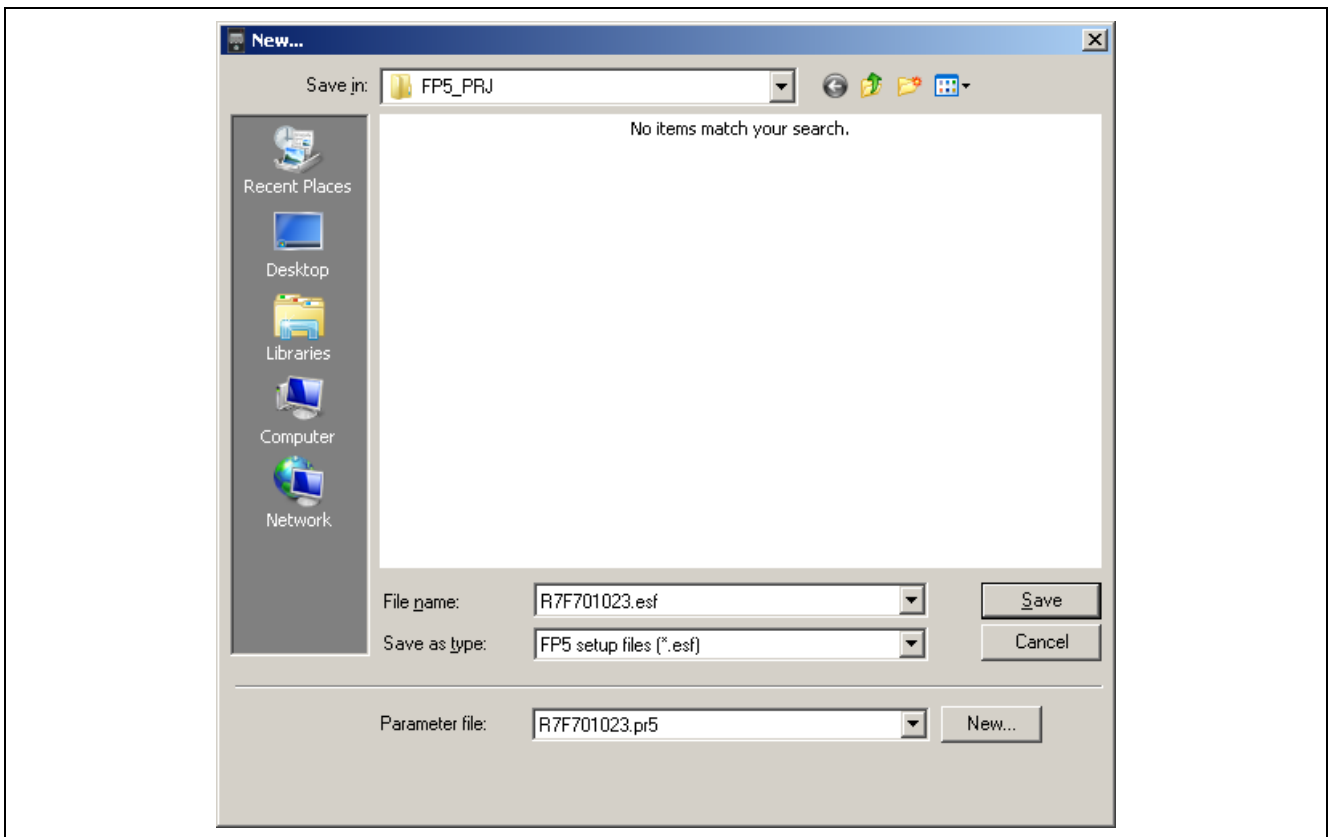 New...
Save in: FP5_PRJ
No items match your search.
Recent Places
Desktop
Libraries
Computer
Network
File name: R7F701023.esf Save
Save as type: FP5 setup files (*.esf) Cancel
Parameter file: R7F701023.pr5 New...